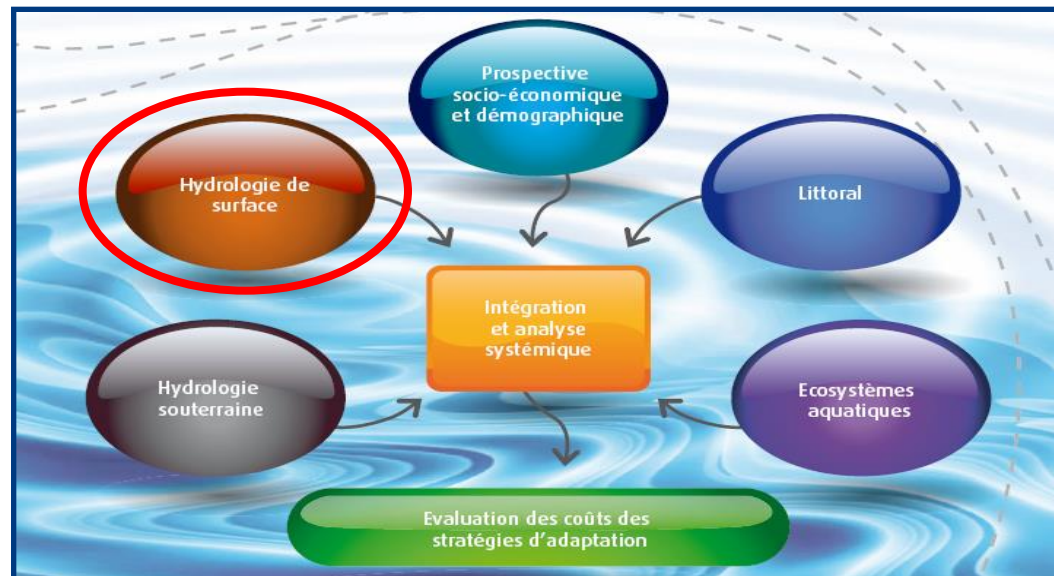 Prospective
socio-économique
et démographique
Hydrologie de
surface
Littoral
Intégration
et analyse
systémique
Hydrologie
souterraine
Ecosystèmes
aquatiques
Evaluation des coûts des
stratégies d'adaptation